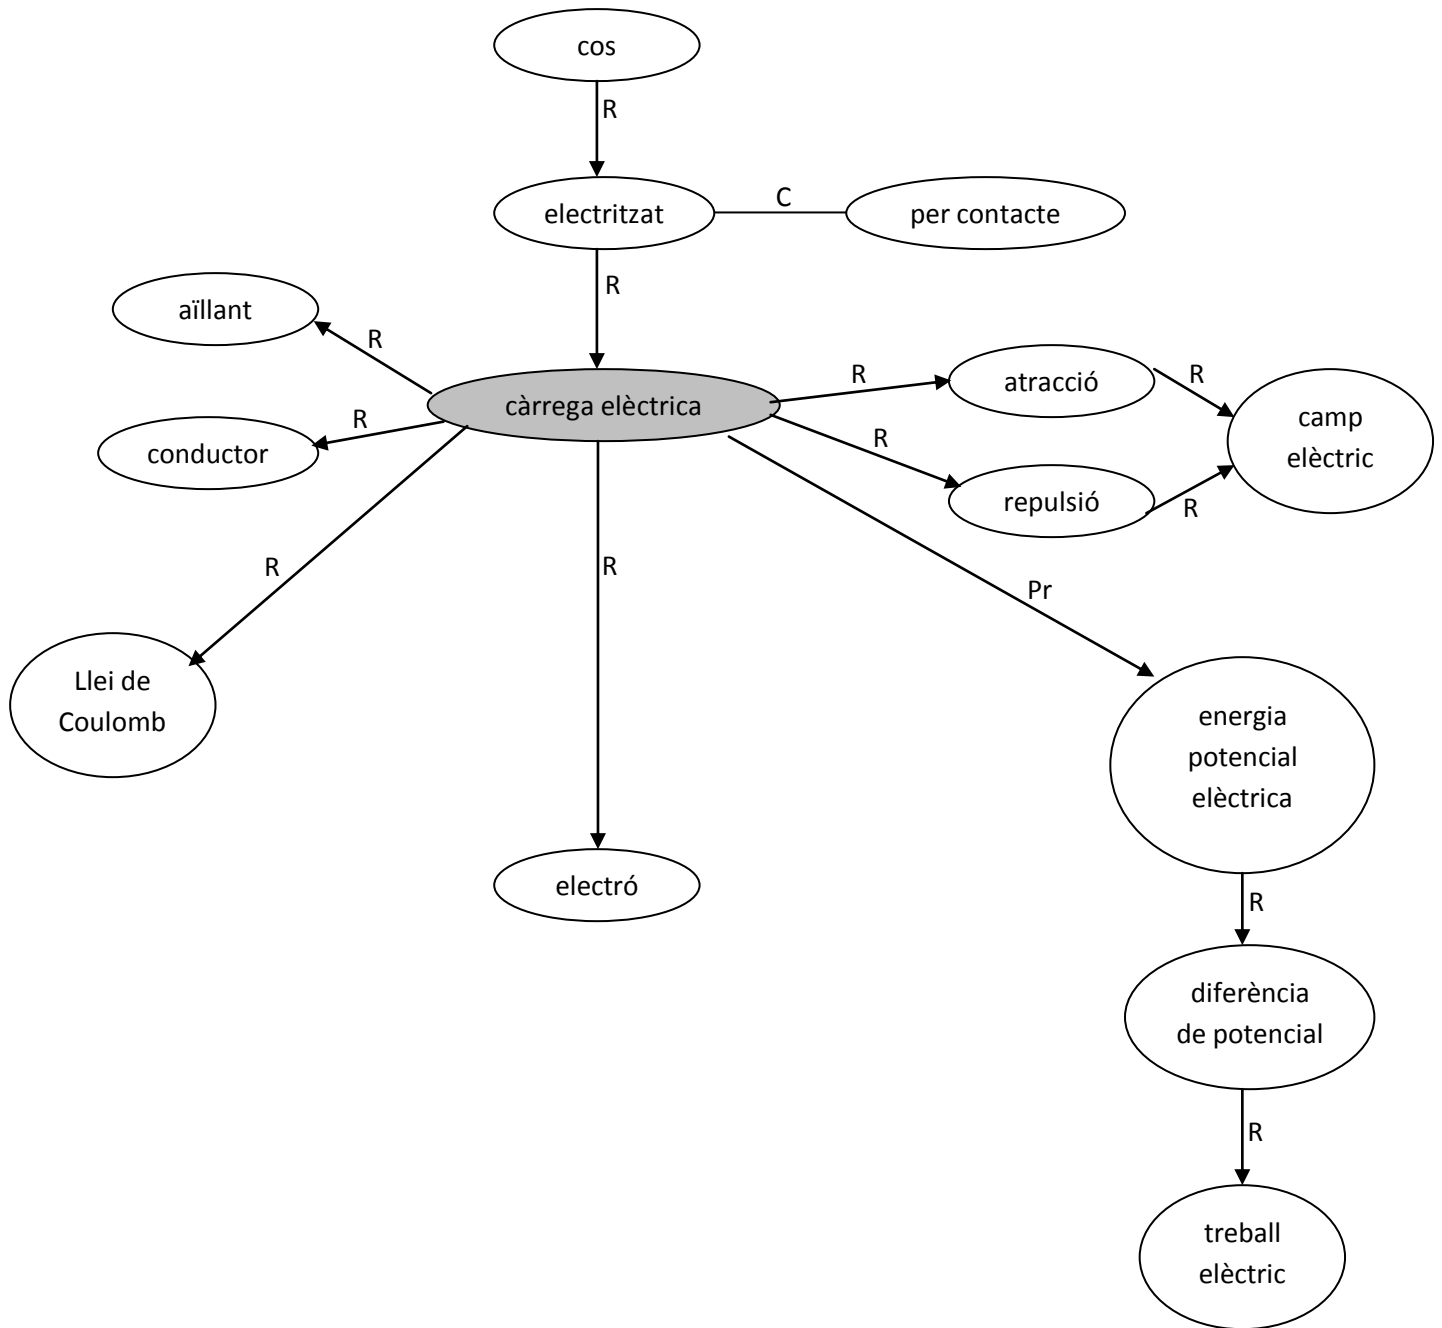 cos
R
electritzat
C
per contacte
R
aïllant
R
càrrega elèctrica
R
atracció
R
camp
elèctric
conductor
R
R
repulsió
R
R
R
Pr
Llei de
Coulomb
energia
potencial
elèctrica
electró
R
diferència
de potencial
R
treball
elèctric